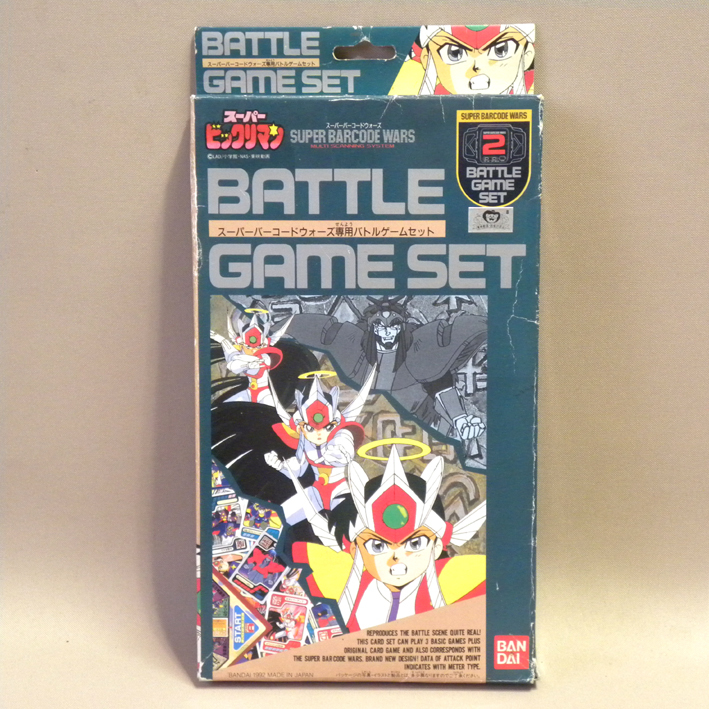 BATTLE
スーパーバーコードウォーズ専用バトルゲームセット
GAME SET
スーパー
ビックリマン
スーパーバーコードウォーズ
SUPER BARCODE WARS
MULTI SCANNING SYSTEM
SUPER BARCODE WARS
2
BATTLE
GAME
SET
BATTLE
せんよう
スーパーバーコードウォーズ専用バトルゲームセット
GAME SET
START
REPRODUCES THE BATTLE SCENE QUITE REAL!
THIS CARD SET CAN PLAY 3 BASIC GAMES PLUS
ORIGINAL CARD GAME AND ALSO CORRESPONDS WITH
THE SUPER BARCODE WARS. BRAND NEW DESIGN! DATA OF ATTACK POINT
INDICATES WITH METER TYPE.
BAN
DAI
BANDAI 1992 MADE IN JAPAN